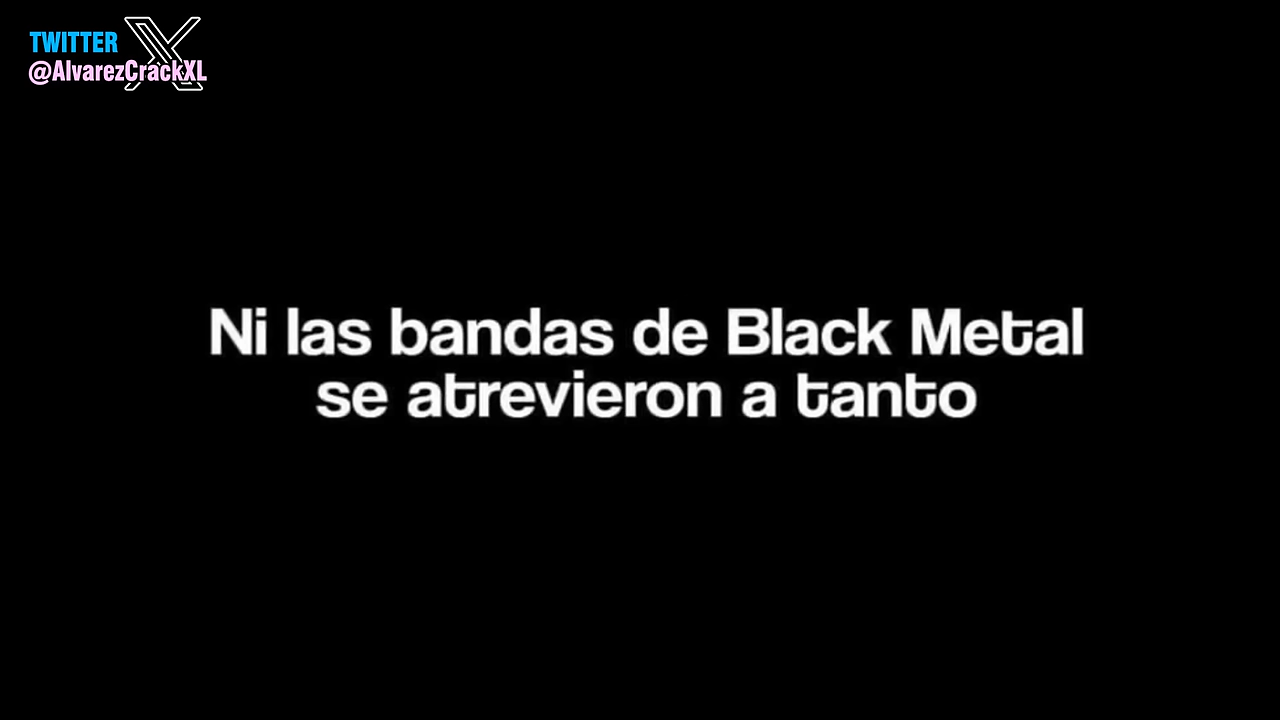 TWITTER
@AlvarezCrackXL
Ni las bandas de Black Metal
se atrevieron a tanto